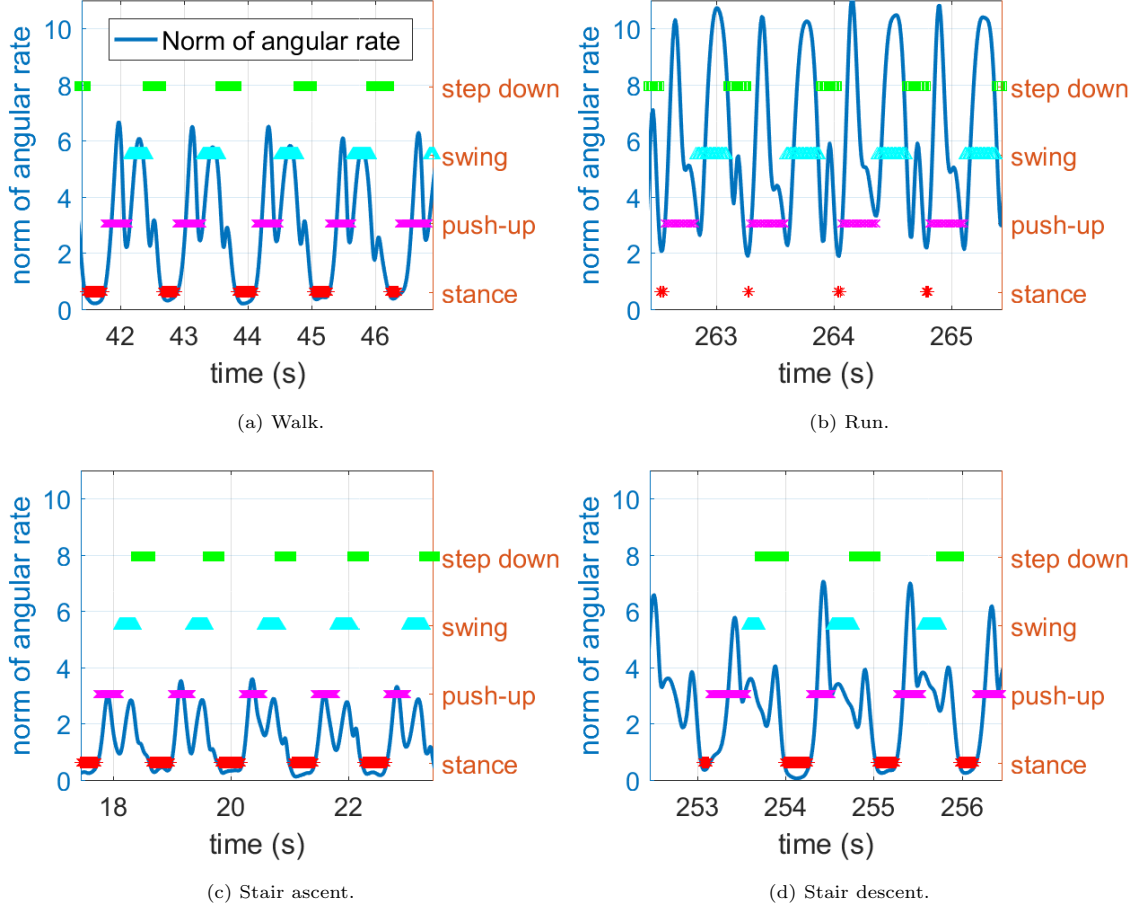 Norm of angular rate
norm of angular rate
10
8
6
4
2
0
step down
swing
push-up
stance
42
43
44
45
46
time (s)
(a) Walk.
norm of angular rate
10
8
6
4
2
0
step down
swing
push-up
stance
263
264
265
time (s)
(b) Run.
norm of angular rate
10
8
6
4
2
0
step down
swing
push-up
stance
18
20
22
time (s)
(c) Stair ascent.
norm of angular rate
10
8
6
4
2
0
step down
swing
push-up
stance
253
254
255
256
time (s)
(d) Stair descent.